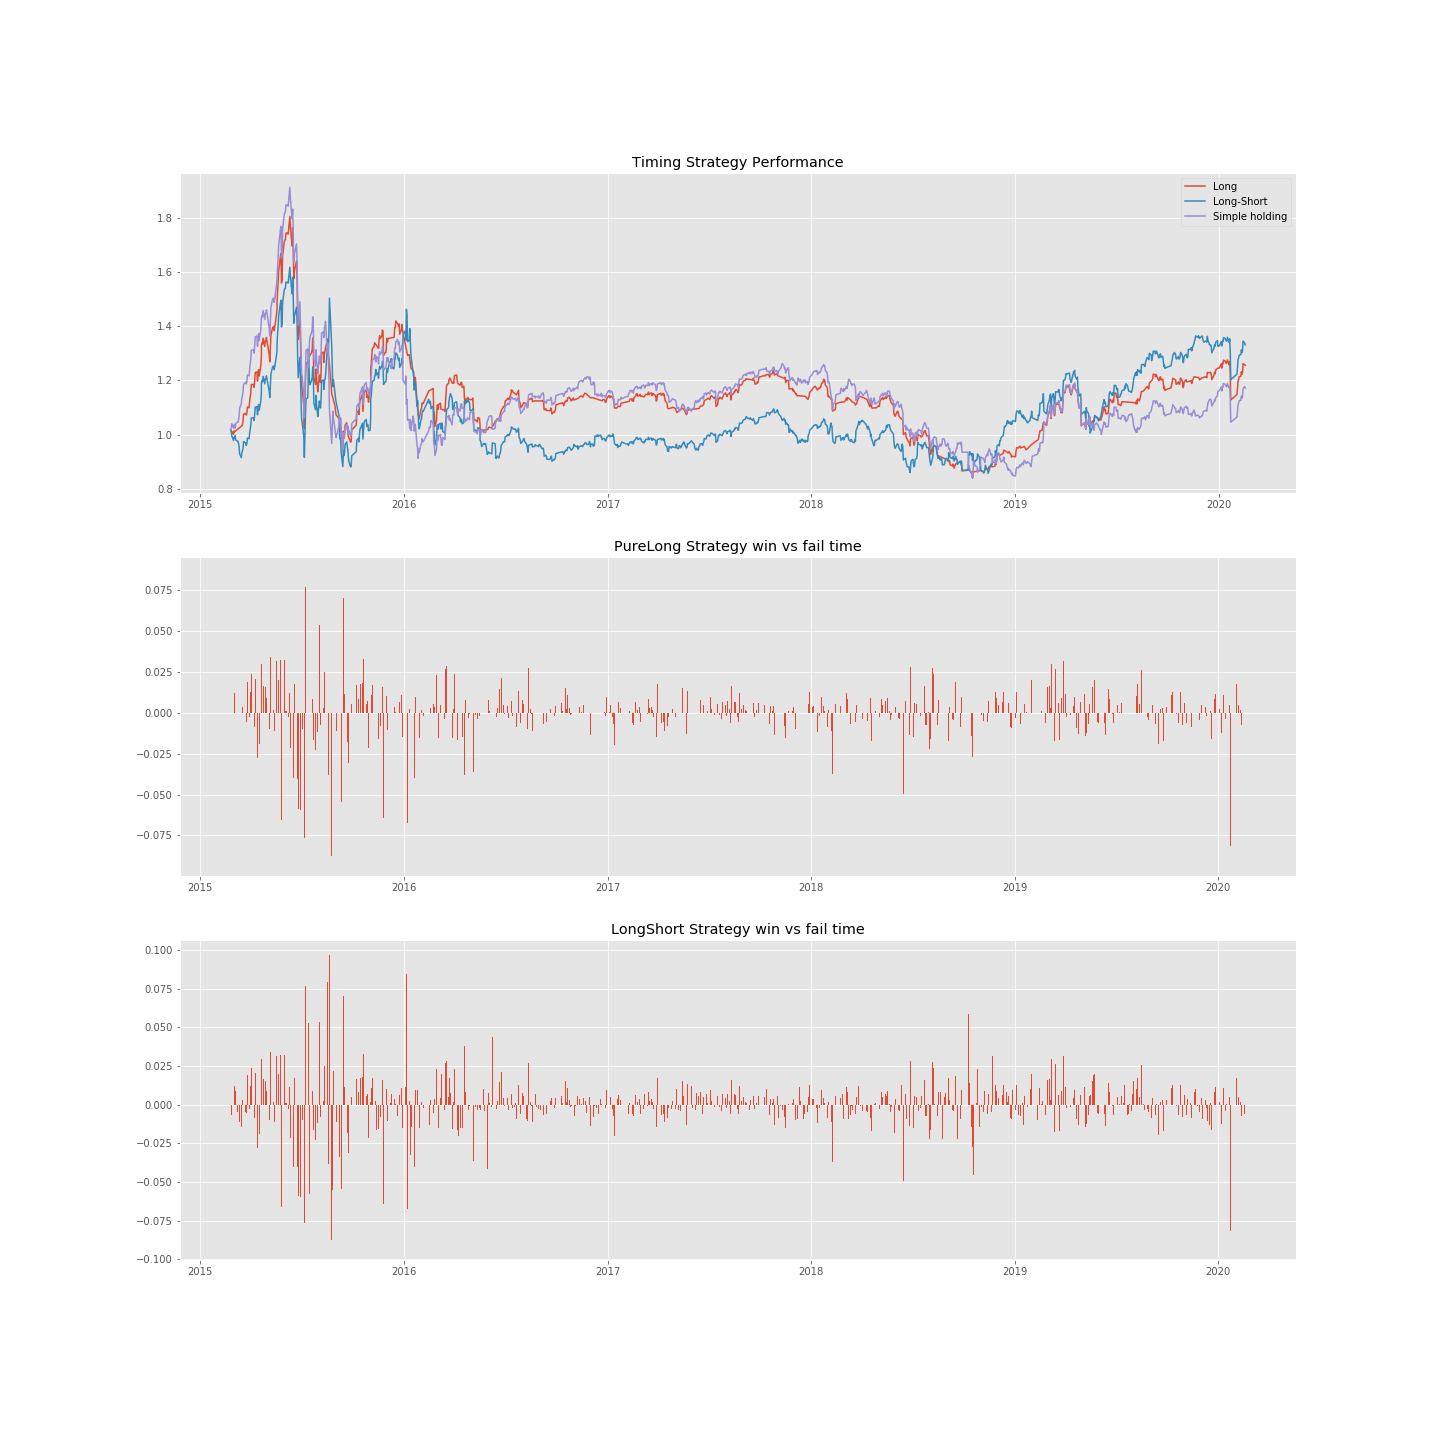 Timing Strategy Performance
Long
Long-Short
Simple holding
1.8
1.6
1.4
1.2
1.0
0.8
2015 2016 2017 2018 2019 2020
PureLong Strategy win vs fail time
0.075
0.050
0.025
0.000
−0.025
−0.050
−0.075
2015 2016 2017 2018 2019 2020
LongShort Strategy win vs fail time
0.100
0.075
0.050
0.025
0.000
−0.025
−0.050
−0.075
−0.100
2015 2016 2017 2018 2019 2020